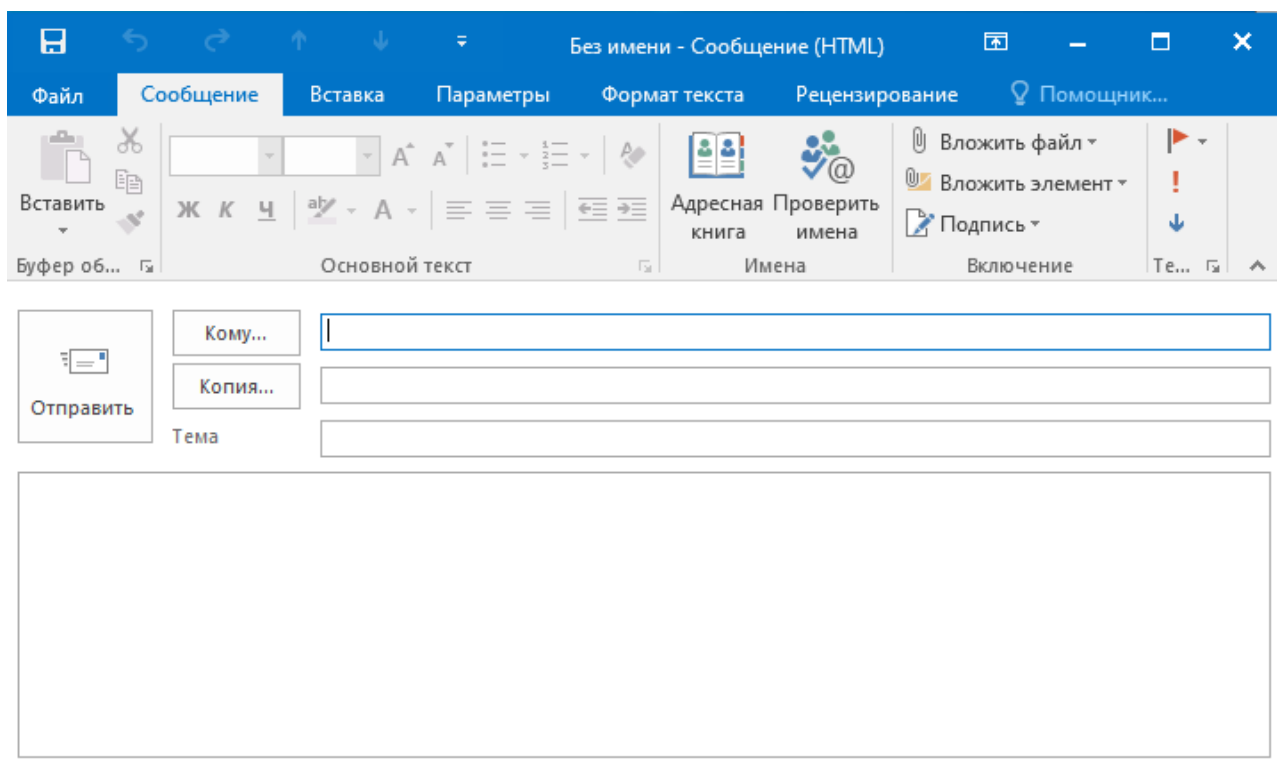 Без имени - Сообщение (HTML)
Файл Сообщение Вставка Параметры Формат текста Рецензирование Помощник...
Вставить
Ж К Ч
Адресная книга
Проверить имена
Вложить файл
Вложить элемент
Подпись
Буфер об... Основной текст Имена Включение Те...
Отправить
Кому...
Копия...
Тема